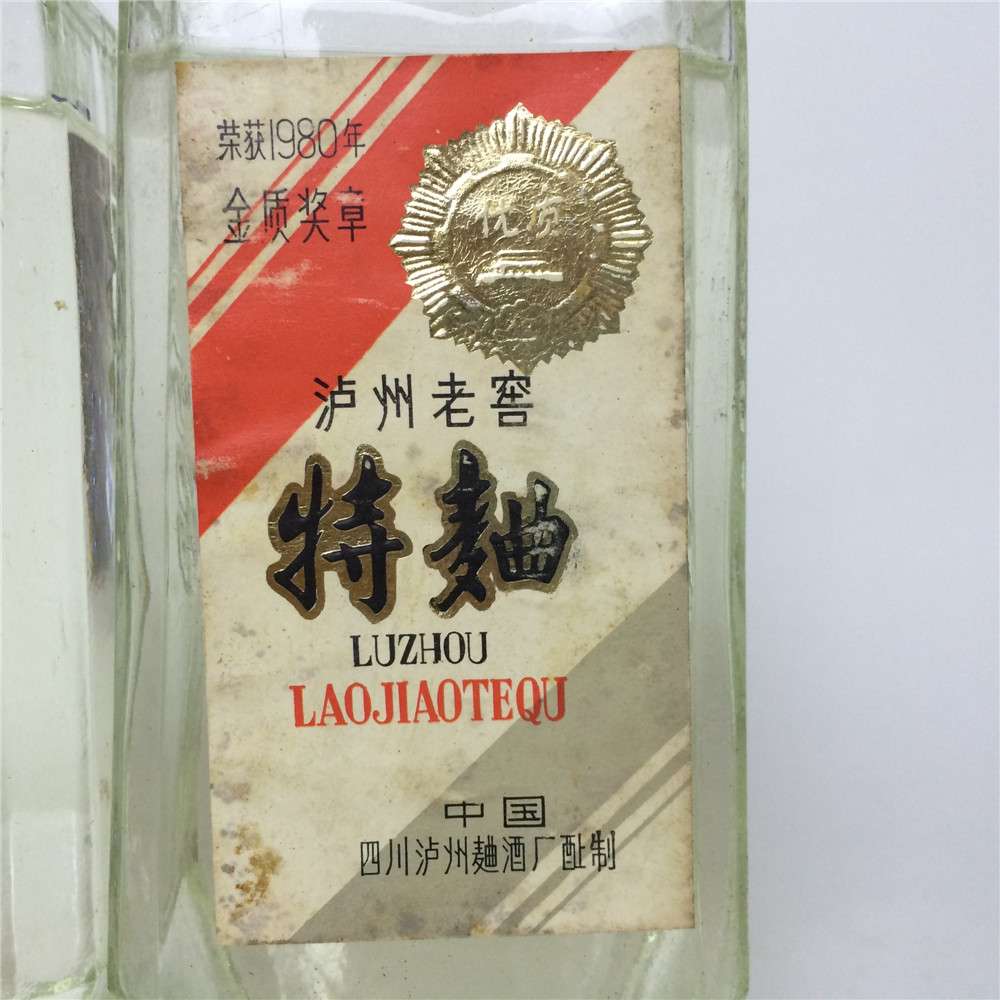 荣获1980年
金质奖章
优质
泸州老窖
特麯
LUZHOU
LAOJIAOTEQU
中国
四川泸州麯酒厂酢制